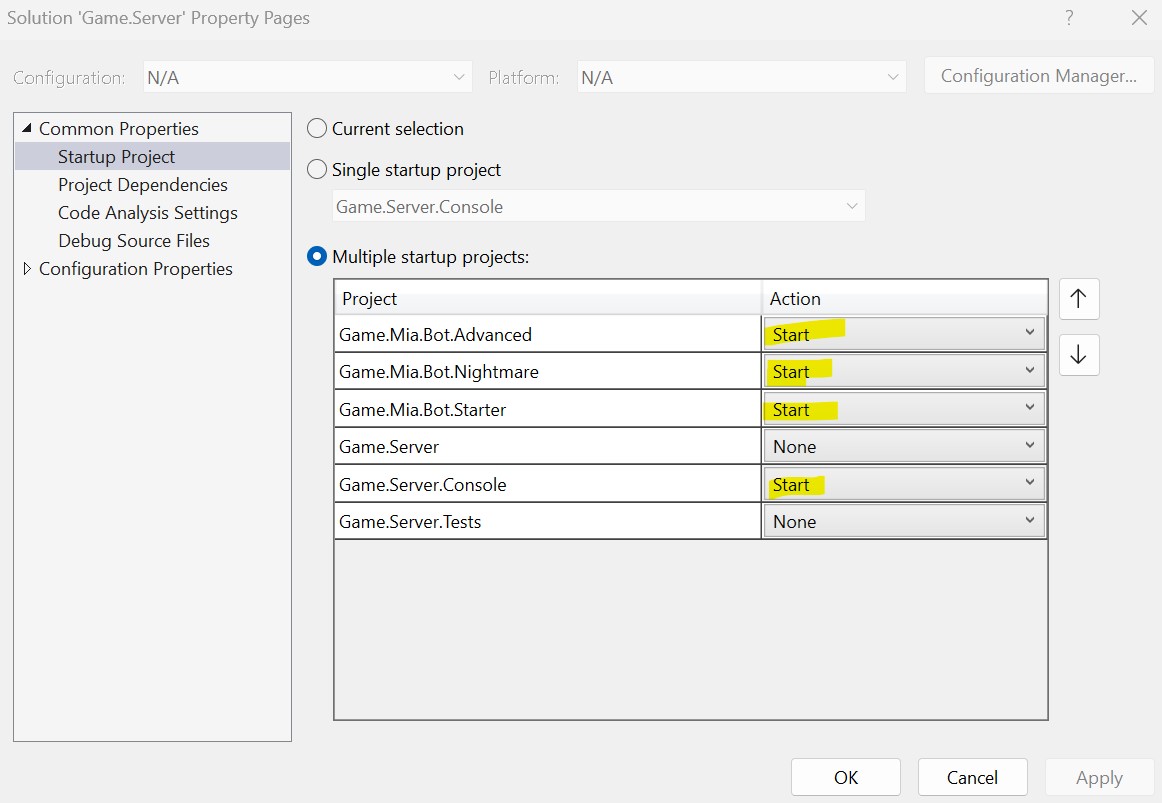 Solution 'Game.Server' Property Pages ?
Configuration: N/A Platform: N/A Configuration Manager...
Common Properties
Startup Project
Project Dependencies
Code Analysis Settings
Debug Source Files
Configuration Properties
Current selection
Single startup project
Game.Server.Console
Multiple startup projects:
Project Action
Game.Mia.Bot.Advanced Start
Game.Mia.Bot.Nightmare Start
Game.Mia.Bot.Starter Start
Game.Server None
Game.Server.Console Start
Game.Server.Tests None
OK Cancel Apply